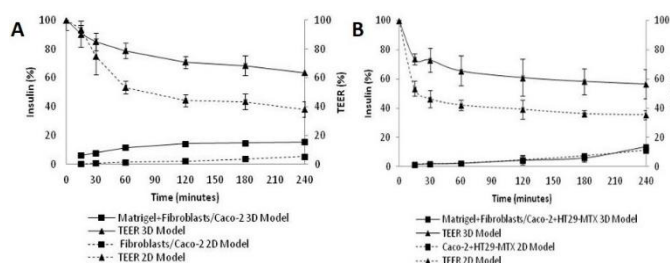 A
100
80
60
40
20
0
Insulin (%)
100
80
60
40
20
0
TEER (%)
0 30 60 90 120 150 180 210 240
Time (minutes)
Matrigel+Fibroblasts/Caco-2 3D Model
TEER 3D Model
Fibroblasts/Caco-2 2D Model
TEER 2D Model
B
100
80
60
40
20
0
Insulin (%)
100
80
60
40
20
0
TEER (%)
0 30 60 90 120 150 180 210 240
Time (minutes)
Matrigel+Fibroblasts/Caco-2+HT29-MTX 3D Model
TEER 3D Model
Caco-2+HT29-MTX 2D Model
TEER 2D Model